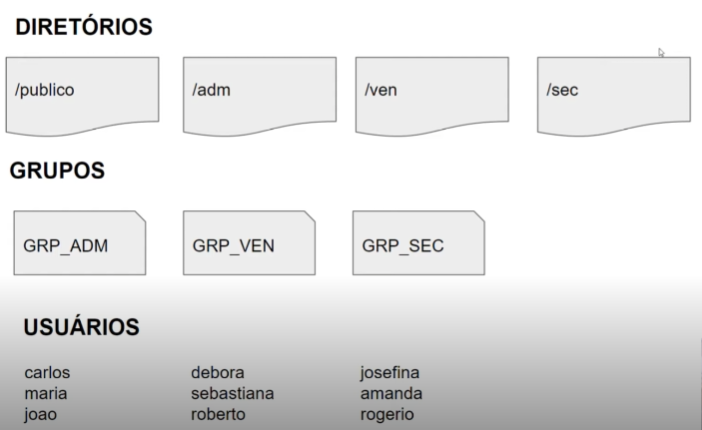 DIRETÓRIOS
/publico /adm /ven /sec
GRUPOS
GRP_ADM GRP_VEN GRP_SEC
USUÁRIOS
carlos debora josefina
maria sebastiana amanda
joao roberto rogerio